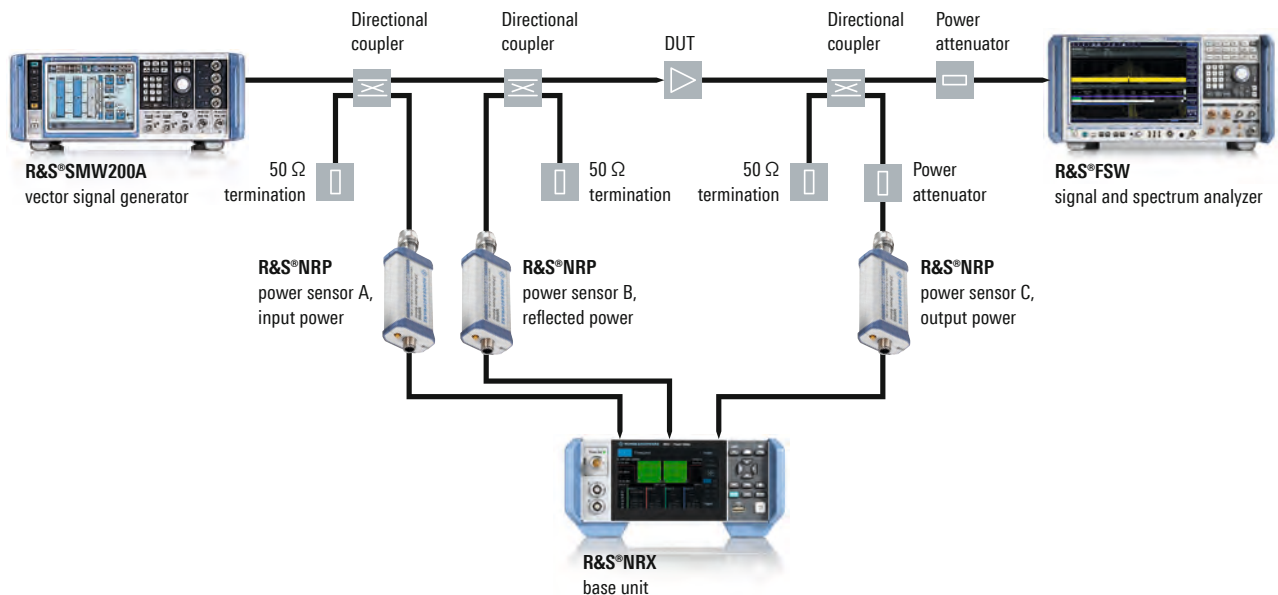 Directional
coupler
Directional
coupler
DUT
Directional
coupler
Power
attenuator
R&S®SMW200A
vector signal generator
50 Ω
termination
50 Ω
termination
50 Ω
termination
Power
attenuator
R&S®FSW
signal and spectrum analyzer
R&S®NRP
power sensor A,
input power
R&S®NRP
power sensor B,
reflected power
R&S®NRP
power sensor C,
output power
R&S®NRX
base unit